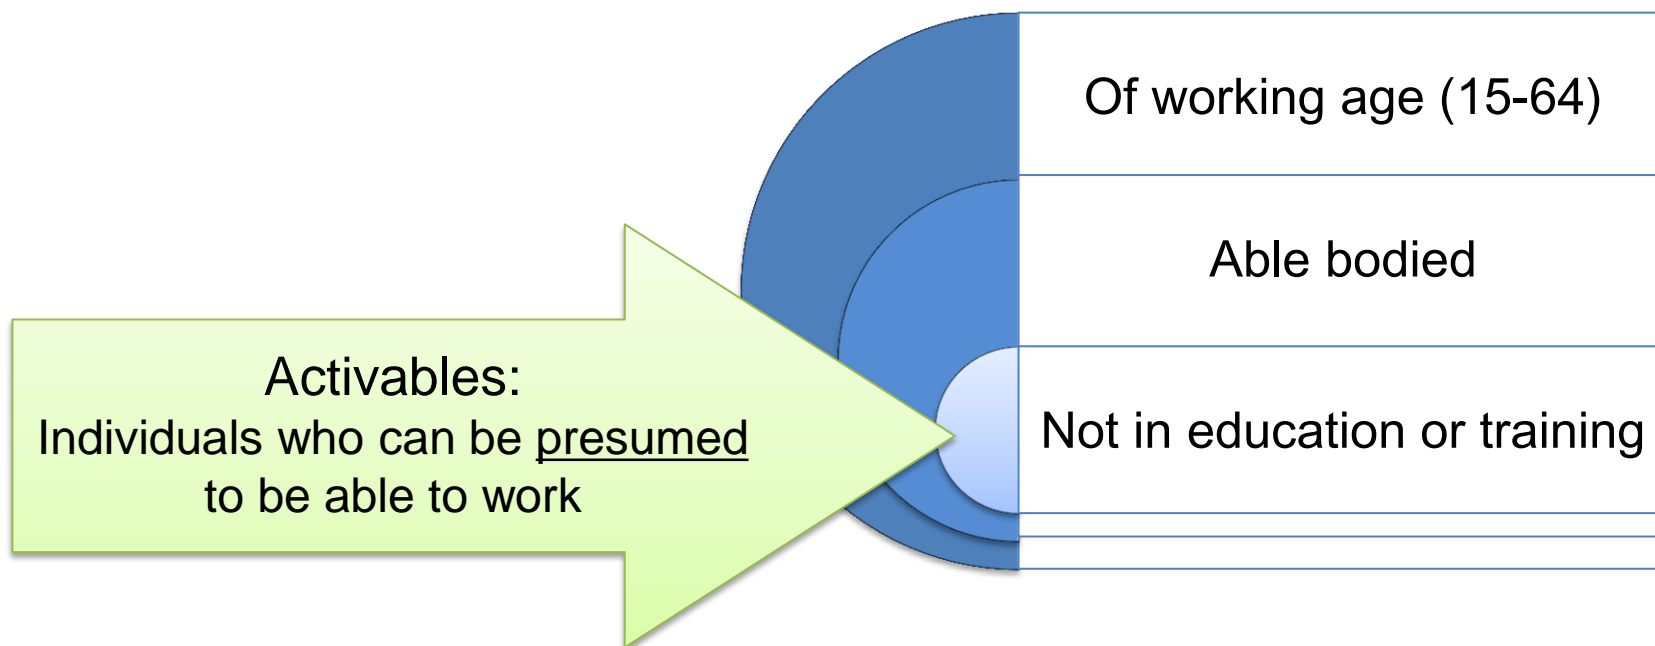 Of working age (15-64)
Able bodied
Activables:
Individuals who can be presumed
to be able to work
Not in education or training